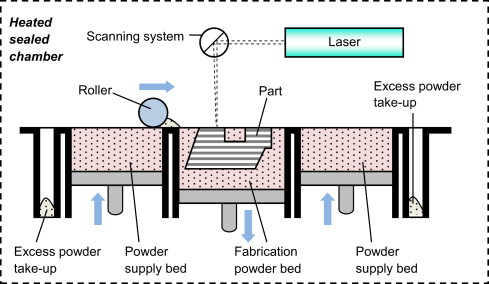 Heated
sealed
chamber
Scanning system
Laser
Roller
Part
Excess powder
take-up
Excess powder
take-up
Powder
supply bed
Fabrication
powder bed
Powder
supply bed